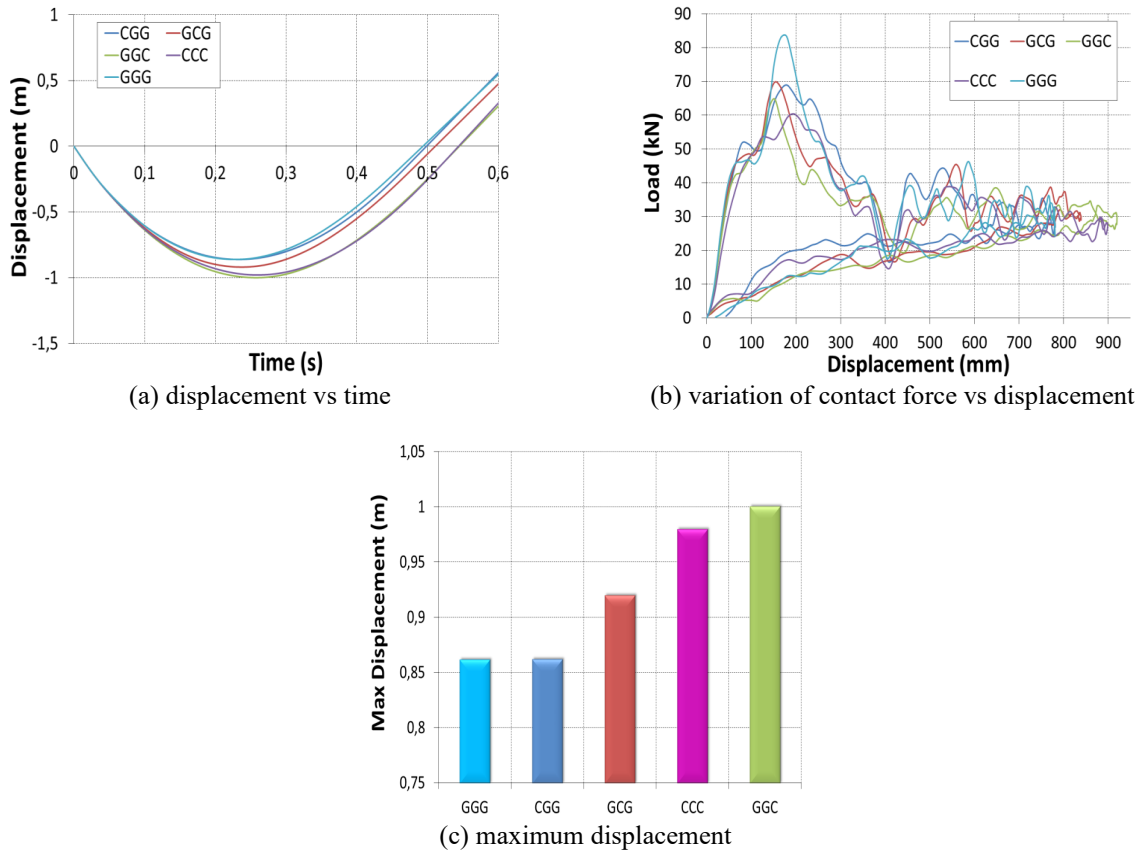 CGG GCG
GGC CCC
GGG
Displacement (m)
1
0,5
0
-0,5
-1
-1,5
0 0,1 0,2 0,3 0,4 0,5 0,6
Time (s)
(a) displacement vs time
CGG GCG GGC
CCC GGG
Load (kN)
90
80
70
60
50
40
30
20
10
0
0 100 200 300 400 500 600 700 800 900
Displacement (mm)
(b) variation of contact force vs displacement
Max Displacement (m)
1,05
1
0,95
0,9
0,85
0,8
0,75
GGG CGG GCG CCC GGC
(c) maximum displacement